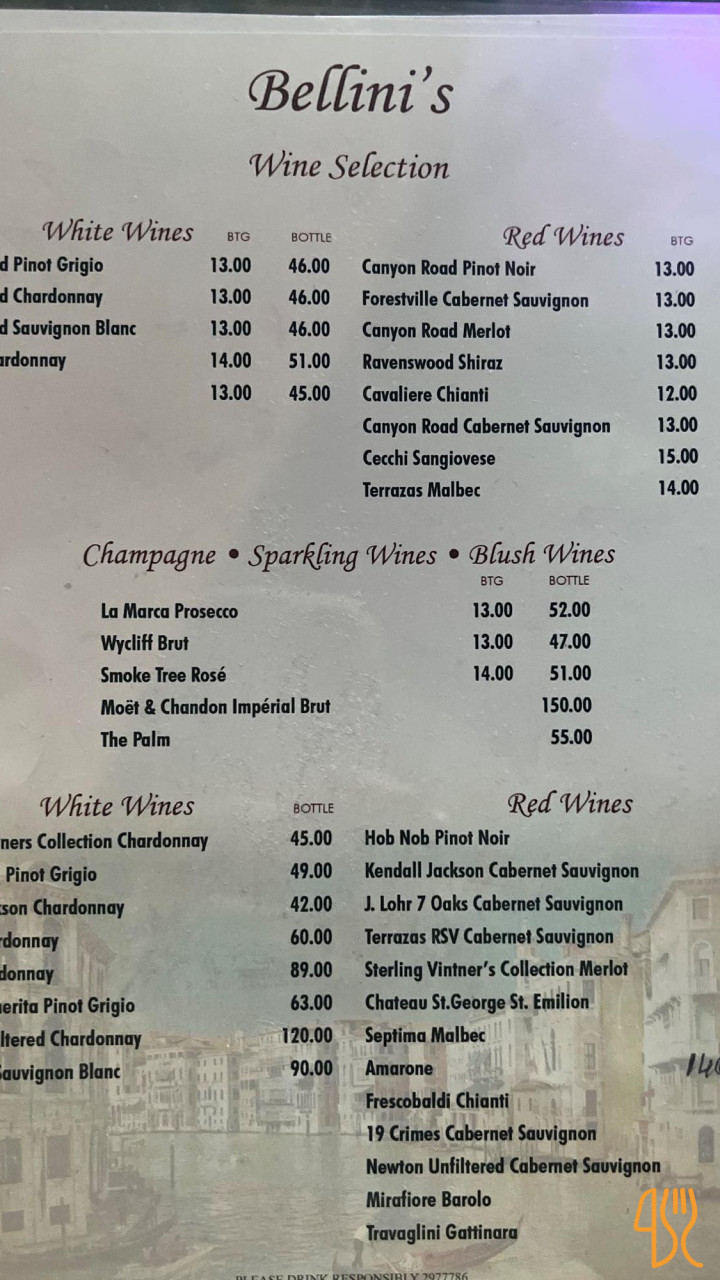 Bellini's
Wine Selection
White Wines BTG BOTTLE
d Pinot Grigio 13.00 46.00
d Chardonnay 13.00 46.00
d Sauvignon Blanc 13.00 46.00
ardonnay 14.00 51.00
13.00 45.00
Red Wines BTG
Canyon Road Pinot Noir 13.00
Forestville Cabernet Sauvignon 13.00
Canyon Road Merlot 13.00
Ravenswood Shiraz 13.00
Cavaliere Chianti 12.00
Canyon Road Cabernet Sauvignon 13.00
Cecchi Sangiovese 15.00
Terrazas Malbec 14.00
Champagne • Sparkling Wines • Blush Wines
BTG BOTTLE
La Marca Prosecco 13.00 52.00
Wycliff Brut 13.00 47.00
Smoke Tree Rosé 14.00 51.00
Moët & Chandon Impérial Brut 150.00
The Palm 55.00
White Wines BOTTLE
ners Collection Chardonnay 45.00
Pinot Grigio 49.00
son Chardonnay 42.00
rdonnay 60.00
donnay 89.00
erita Pinot Grigio 63.00
ltered Chardonnay 120.00
Sauvignon Blanc 90.00
Red Wines
Hob Nob Pinot Noir
Kendall Jackson Cabernet Sauvignon
J. Lohr 7 Oaks Cabernet Sauvignon
Terrazas RSV Cabernet Sauvignon
Sterling Vintner's Collection Merlot
Chateau St.George St. Emilion
Septima Malbec
Amarone
Frescobaldi Chianti
19 Crimes Cabernet Sauvignon
Newton Unfiltered Cabernet Sauvignon
Mirafiore Barolo
Travaglini Gattinara
PLEASE DRINK RESPONSIBLY 2977786